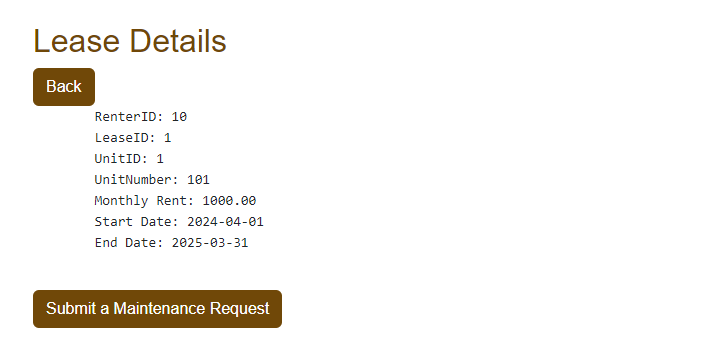 Lease Details
Back
RenterID: 10
LeaseID: 1
UnitID: 1
UnitNumber: 101
Monthly Rent: 1000.00
Start Date: 2024-04-01
End Date: 2025-03-31
Submit a Maintenance Request